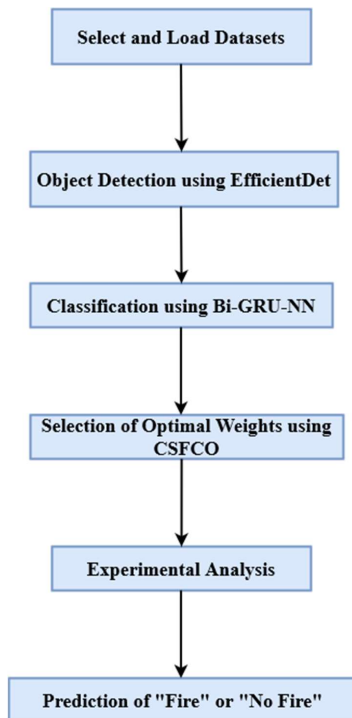 Select and Load Datasets
Object Detection using EfficientDet
Classification using Bi-GRU-NN
Selection of Optimal Weights using
CSFCO
Experimental Analysis
Prediction of "Fire" or "No Fire"